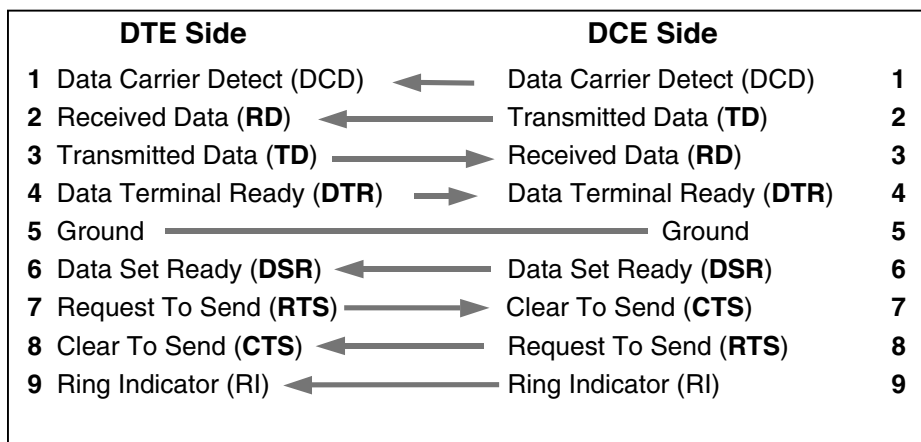 DTE Side DCE Side
1 Data Carrier Detect (DCD) Data Carrier Detect (DCD) 1
2 Received Data (RD) Transmitted Data (TD) 2
3 Transmitted Data (TD) Received Data (RD) 3
4 Data Terminal Ready (DTR) Data Terminal Ready (DTR) 4
5 Ground Ground 5
6 Data Set Ready (DSR) Data Set Ready (DSR) 6
7 Request To Send (RTS) Clear To Send (CTS) 7
8 Clear To Send (CTS) Request To Send (RTS) 8
9 Ring Indicator (RI) Ring Indicator (RI) 9